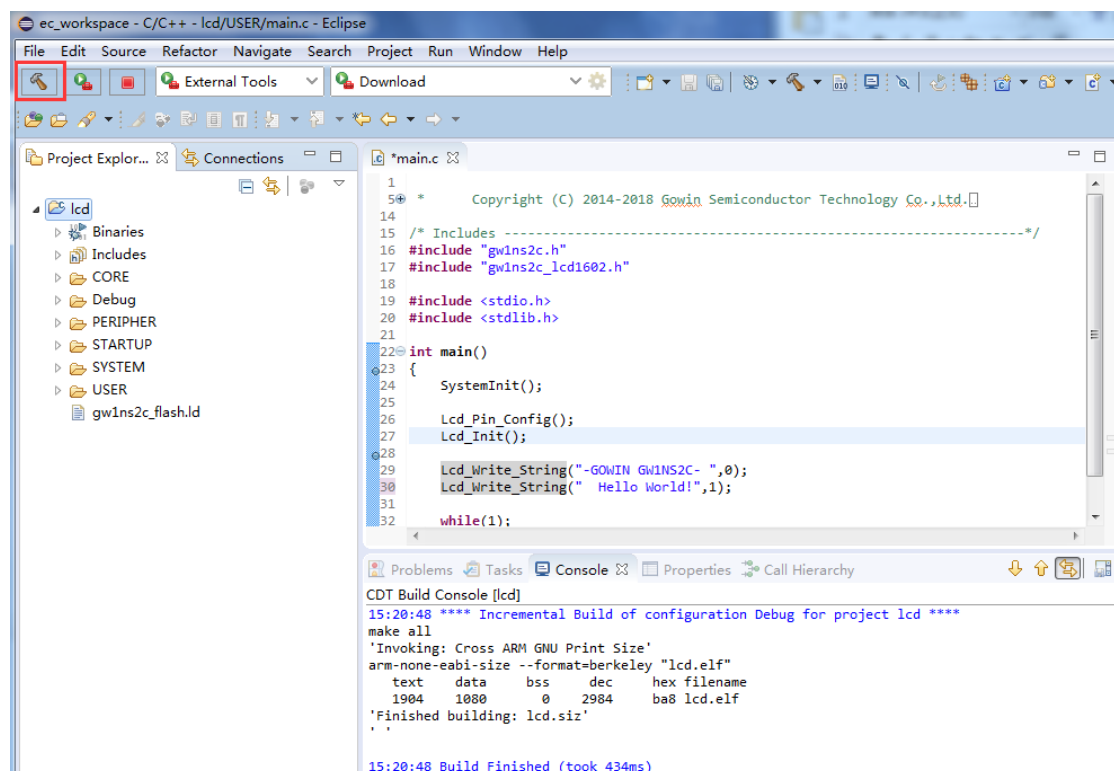 ec_workspace - C/C++ - lcd/USER/main.c - Eclipse
File Edit Source Refactor Navigate Search Project Run Window Help
External Tools Download
Project Explor... Connections
*main.c
lcd
Binaries
Includes
CORE
Debug
PERIPHER
STARTUP
SYSTEM
USER
gw1ns2c_flash.ld
1
5 * Copyright (C) 2014-2018 Gowin Semiconductor Technology Co.,Ltd.
14
15 /* Includes ------------------------------------------------------------------*/
16 #include "gw1ns2c.h"
17 #include "gw1ns2c_lcd1602.h"
18
19 #include <stdio.h>
20 #include <stdlib.h>
21
22 int main()
23 {
24 SystemInit();
25
26 Lcd_Pin_Config();
27 Lcd_Init();
28
29 Lcd_Write_String("-GOWIN GW1NS2C- ",0);
30 Lcd_Write_String("  Hello World!",1);
31
32 while(1);
Problems Tasks Console Properties Call Hierarchy
CDT Build Console [lcd]
15:20:48 **** Incremental Build of configuration Debug for project lcd ****
make all
'Invoking: Cross ARM GNU Print Size'
arm-none-eabi-size --format=berkeley "lcd.elf"
text data bss dec hex filename
1904 1080 0 2984 ba8 lcd.elf
'Finished building: lcd.siz'
' '
15:20:48 Build Finished (took 434ms)